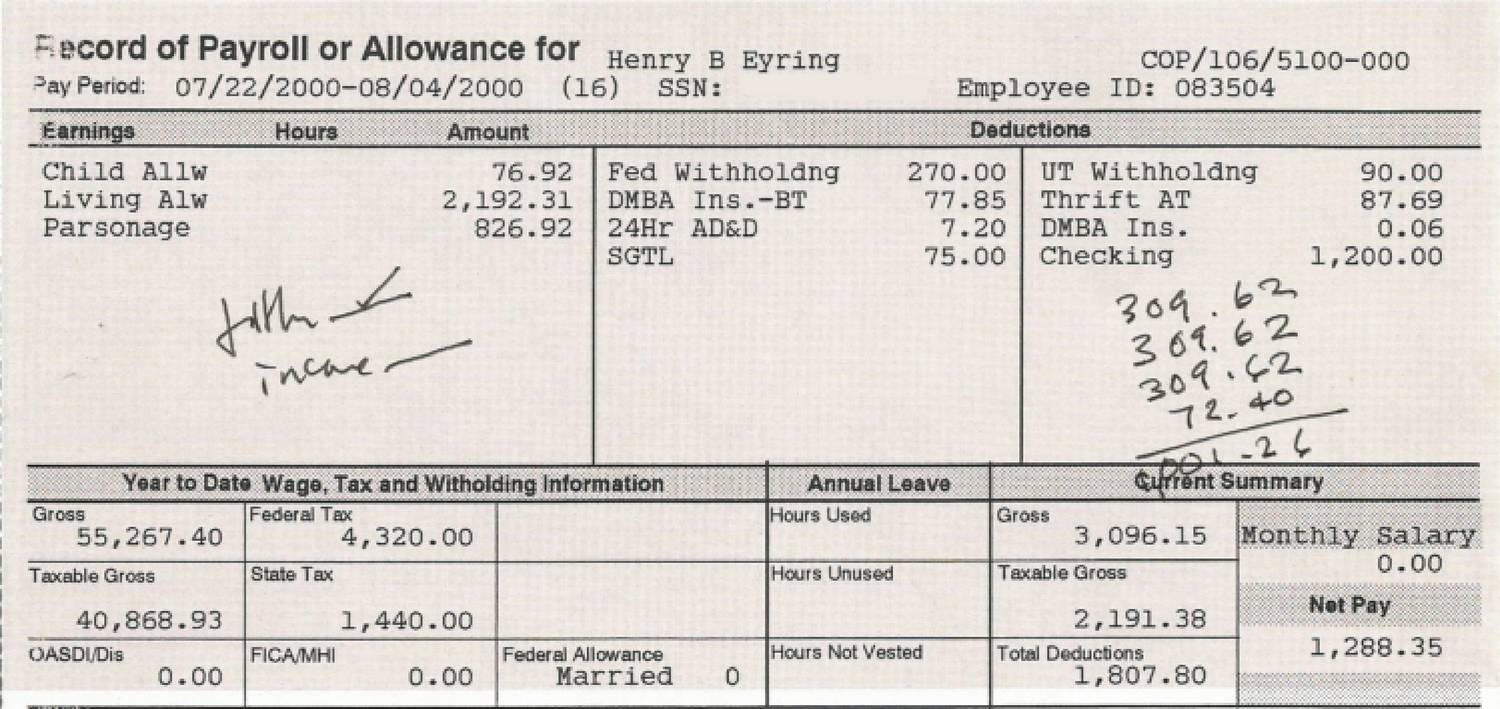 Record of Payroll or Allowance for Henry B Eyring COP/106/5100-000
Pay Period: 07/22/2000-08/04/2000 (16) SSN: Employee ID: 083504
Earnings Hours Amount Deductions
Child Allw 76.92 Fed Withholdng 270.00 UT Withholdng 90.00
Living Alw 2,192.31 DMBA Ins.-BT 77.85 Thrift AT 87.69
Parsonage 826.92 24Hr AD&D 7.20 DMBA Ins. 0.06
SGTL 75.00 Checking 1,200.00
309.62
309.62
income
309.62
72.40
Year to Date Wage, Tax and Witholding Information Annual Leave Current Summary
Gross Federal Tax Hours Used Gross
55,267.40 4,320.00 3,096.15 Monthly Salary
0.00
Taxable Gross State Tax Hours Unused Taxable Gross
Net Pay
40,868.93 1,440.00 2,191.38
1,288.35
OASDI/Dis FICA/MHI Federal Allowance Hours Not Vested Total Deductions
0.00 0.00 Married 0 1,807.80